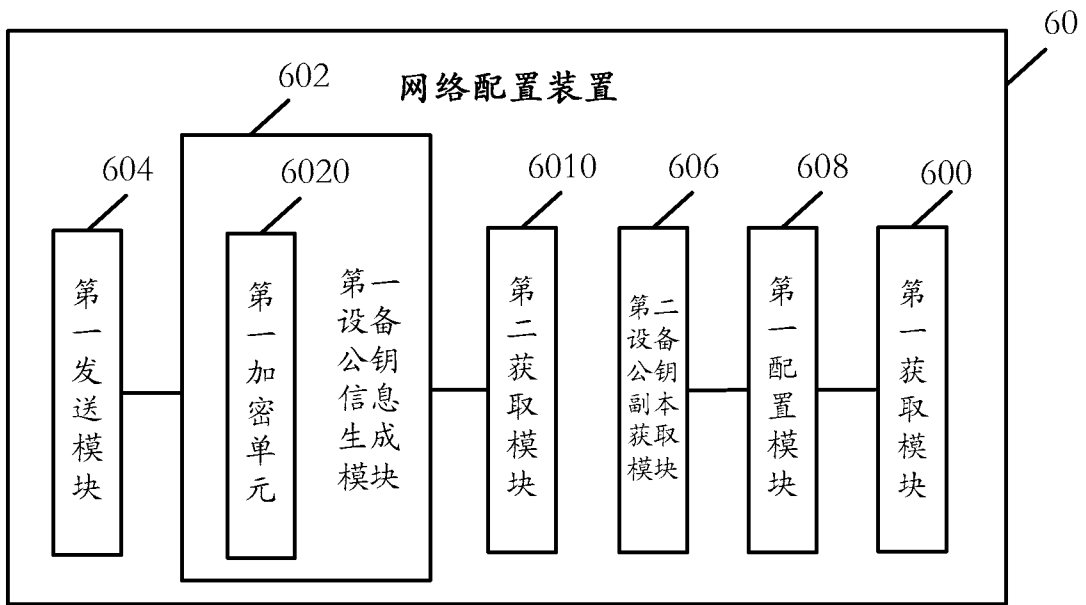 60
网络配置装置
602
604
6020
6010
606
608
600
第一发送模块
第一加密单元
第一
设备
公钥
信息
生成
模块
第二获取模块
第二
设备
公钥
副本
获取
模块
第一配置模块
第一获取模块